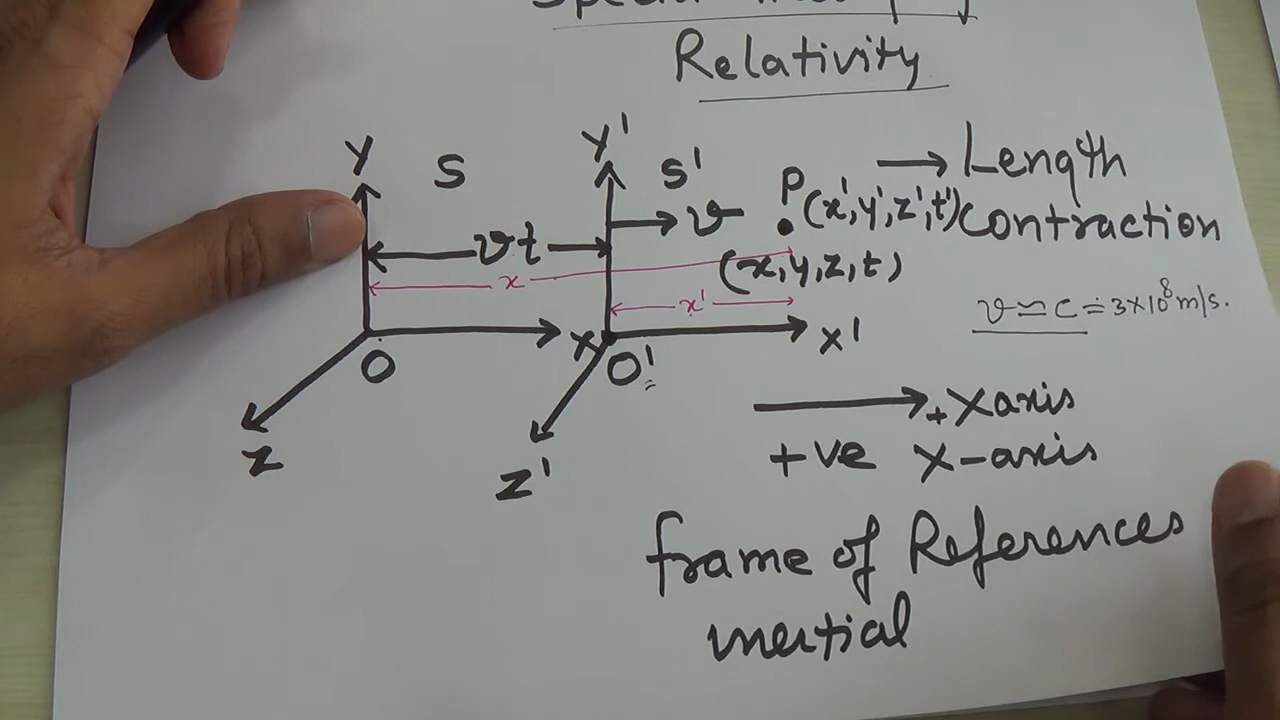 Relativity
Y S Y' S' P → Length
vt → v (x', y', z', t') contraction
x (x, y, z, t)
x' v ≃ c ≃ 3×10⁸ m/s.
O X O' X'
→ + X axis
Z Z' +ve X-axis
frame of References
inertial